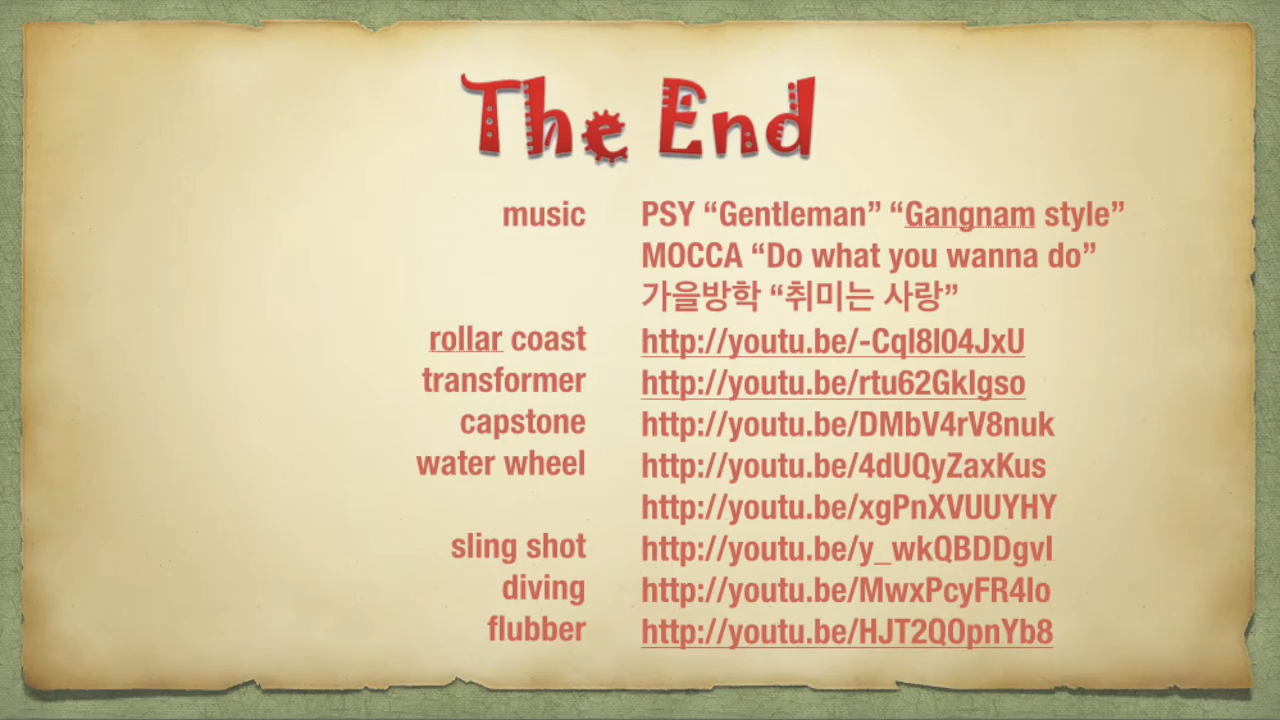 The End
music PSY “Gentleman” “Gangnam style”
MOCCA “Do what you wanna do”
가을방학 “취미는 사랑”
rollar coast http://youtu.be/-CqI8I04JxU
transformer http://youtu.be/rtu62GkIgso
capstone http://youtu.be/DMbV4rV8nuk
water wheel http://youtu.be/4dUQyZaxKus
http://youtu.be/xgPnXVUUYHY
sling shot http://youtu.be/y_wkQBDDgvI
diving http://youtu.be/MwxPcyFR4Io
flubber http://youtu.be/HJT2QOpnYb8